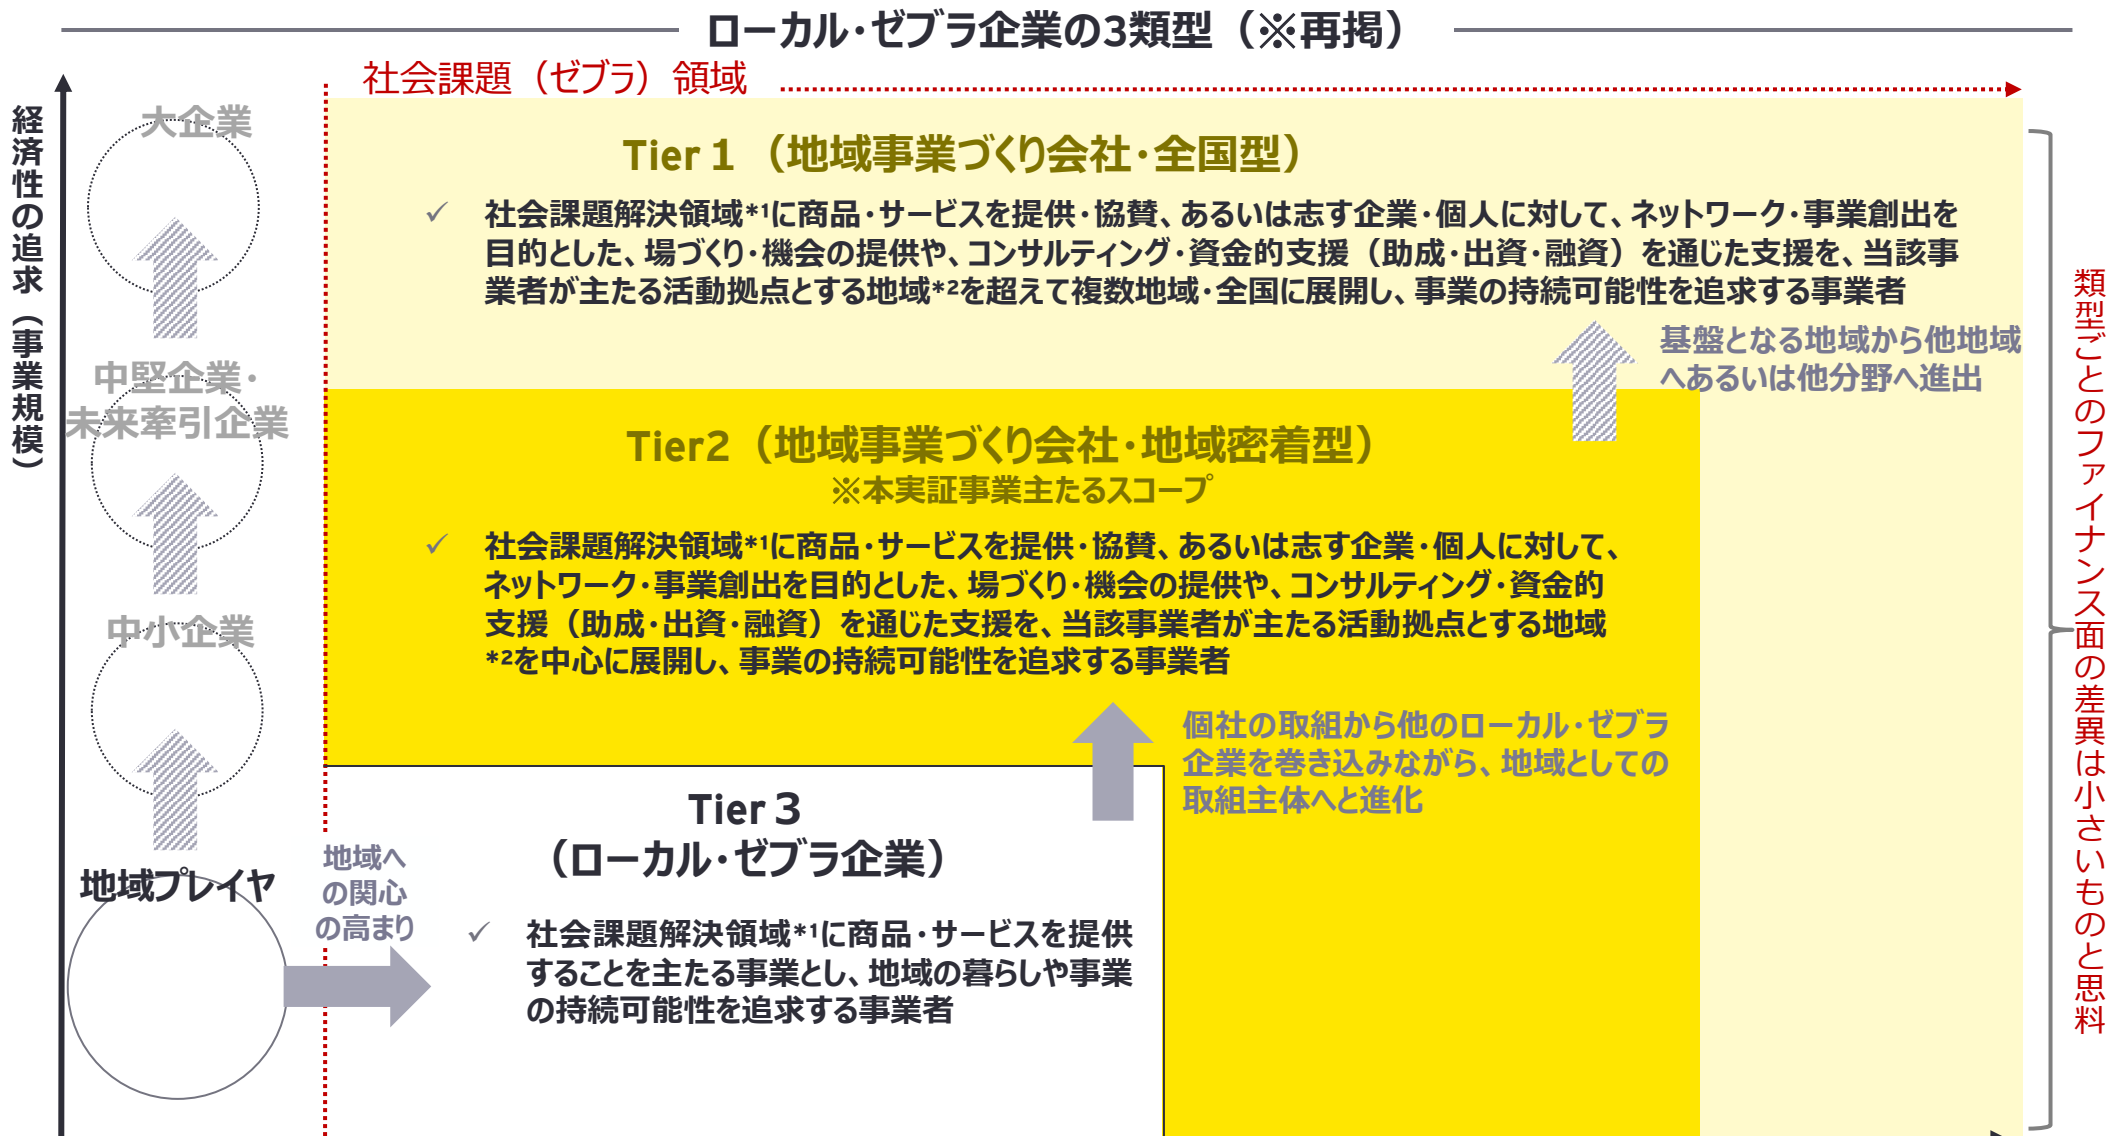 ローカル・ゼブラ企業の3類型（※再掲）
社会課題（ゼブラ）領域
経済性の追求（事業規模）
大企業
中堅企業・
未来牽引企業
中小企業
地域プレイヤ
地域へ
の関心
の高まり
Tier 1 （地域事業づくり会社・全国型）
✓ 社会課題解決領域*1に商品・サービスを提供・協賛、あるいは志す企業・個人に対して、ネットワーク・事業創出を
目的とした、場づくり・機会の提供や、コンサルティング・資金的支援（助成・出資・融資）を通じた支援を、当該事
業者が主たる活動拠点とする地域*2を超えて複数地域・全国に展開し、事業の持続可能性を追求する事業者
基盤となる地域から他地域
へあるいは他分野へ進出
Tier2（地域事業づくり会社・地域密着型）
※本実証事業主たるスコープ
✓ 社会課題解決領域*1に商品・サービスを提供・協賛、あるいは志す企業・個人に対して、
ネットワーク・事業創出を目的とした、場づくり・機会の提供や、コンサルティング・資金的
支援（助成・出資・融資）を通じた支援を、当該事業者が主たる活動拠点とする地域
*2を中心に展開し、事業の持続可能性を追求する事業者
個社の取組から他のローカル・ゼブラ
企業を巻き込みながら、地域としての
取組主体へと進化
Tier 3
（ローカル・ゼブラ企業）
✓ 社会課題解決領域*1に商品・サービスを提供
することを主たる事業とし、地域の暮らしや事業
の持続可能性を追求する事業者
類型ごとのファイナンス面の差異は小さいものと思料